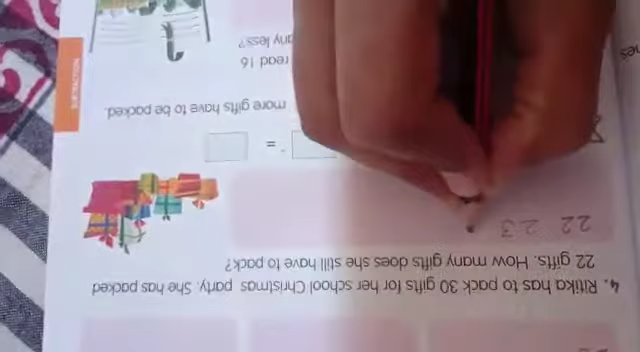 4. Ritika has to pack 30 gifts for her school Christmas party. She has packed
22 gifts. How many gifts does she still have to pack?
22 23
- =
more gifts have to be packed.
read 16
any less?